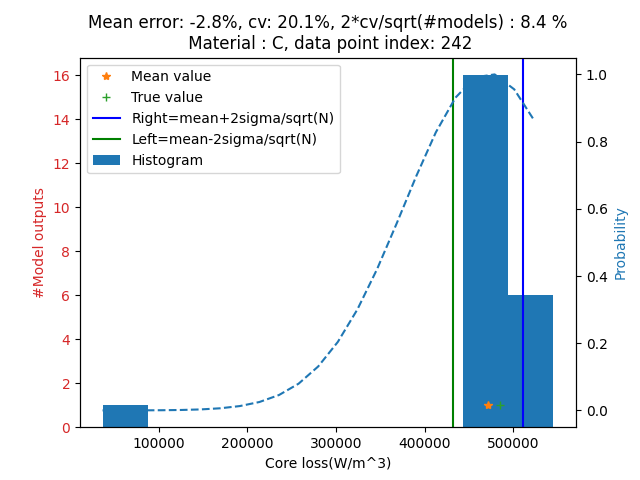 Mean error: -2.8%, cv: 20.1%, 2*cv/sqrt(#models) : 8.4 %
Material : C, data point index: 242
Mean value
True value
Right=mean+2sigma/sqrt(N)
Left=mean-2sigma/sqrt(N)
Histogram
16
14
12
10
8
6
4
2
0
#Model outputs
1.0
0.8
0.6
0.4
0.2
0.0
Probability
100000 200000 300000 400000 500000
Core loss(W/m^3)